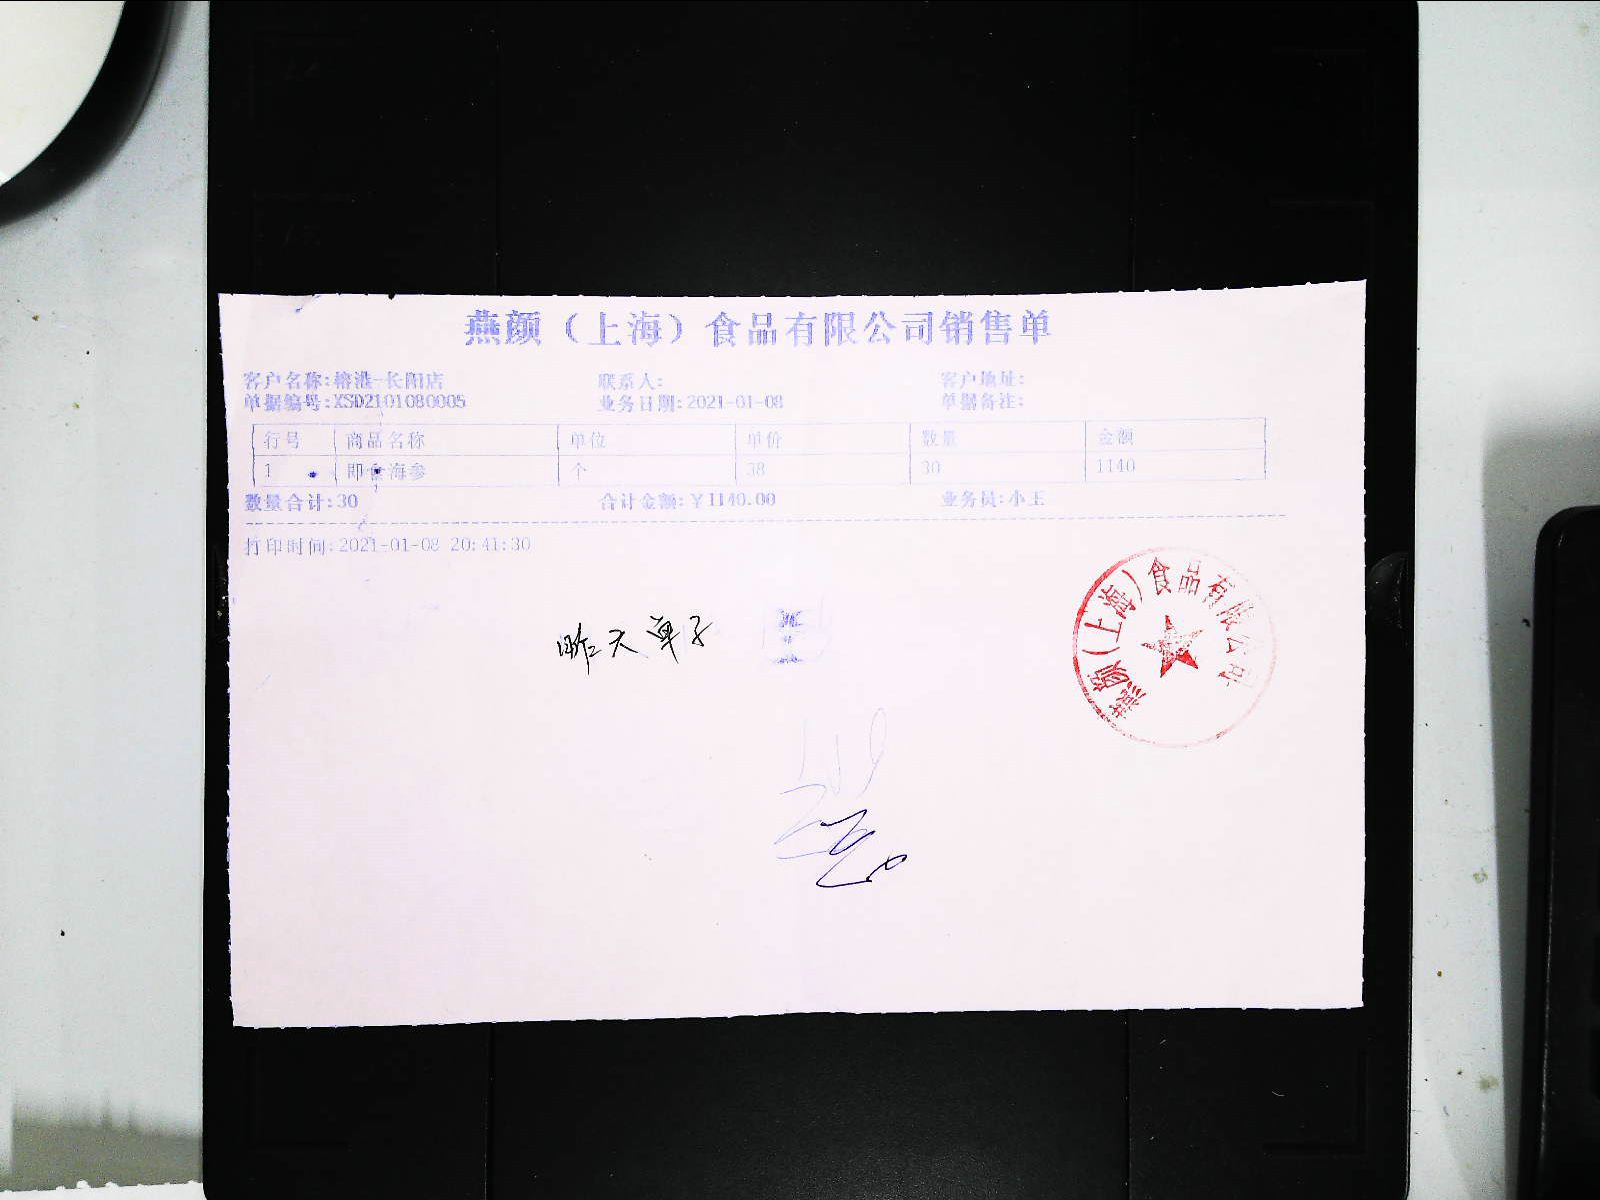 燕颜（上海）食品有限公司销售单
客户名称:榕港-长阳店 联系人: 客户地址:
单据编号:XSD2101080005 业务日期:2021-01-08 单据备注:
行号 商品名称 单位 单价 数量 金额
1 即食海参 个 38 30 1140
数量合计:30 合计金额:￥1140.00 业务员:小王
打印时间:2021-01-08 20:41:30
昨天单子
燕颜（上海）食品有限公司